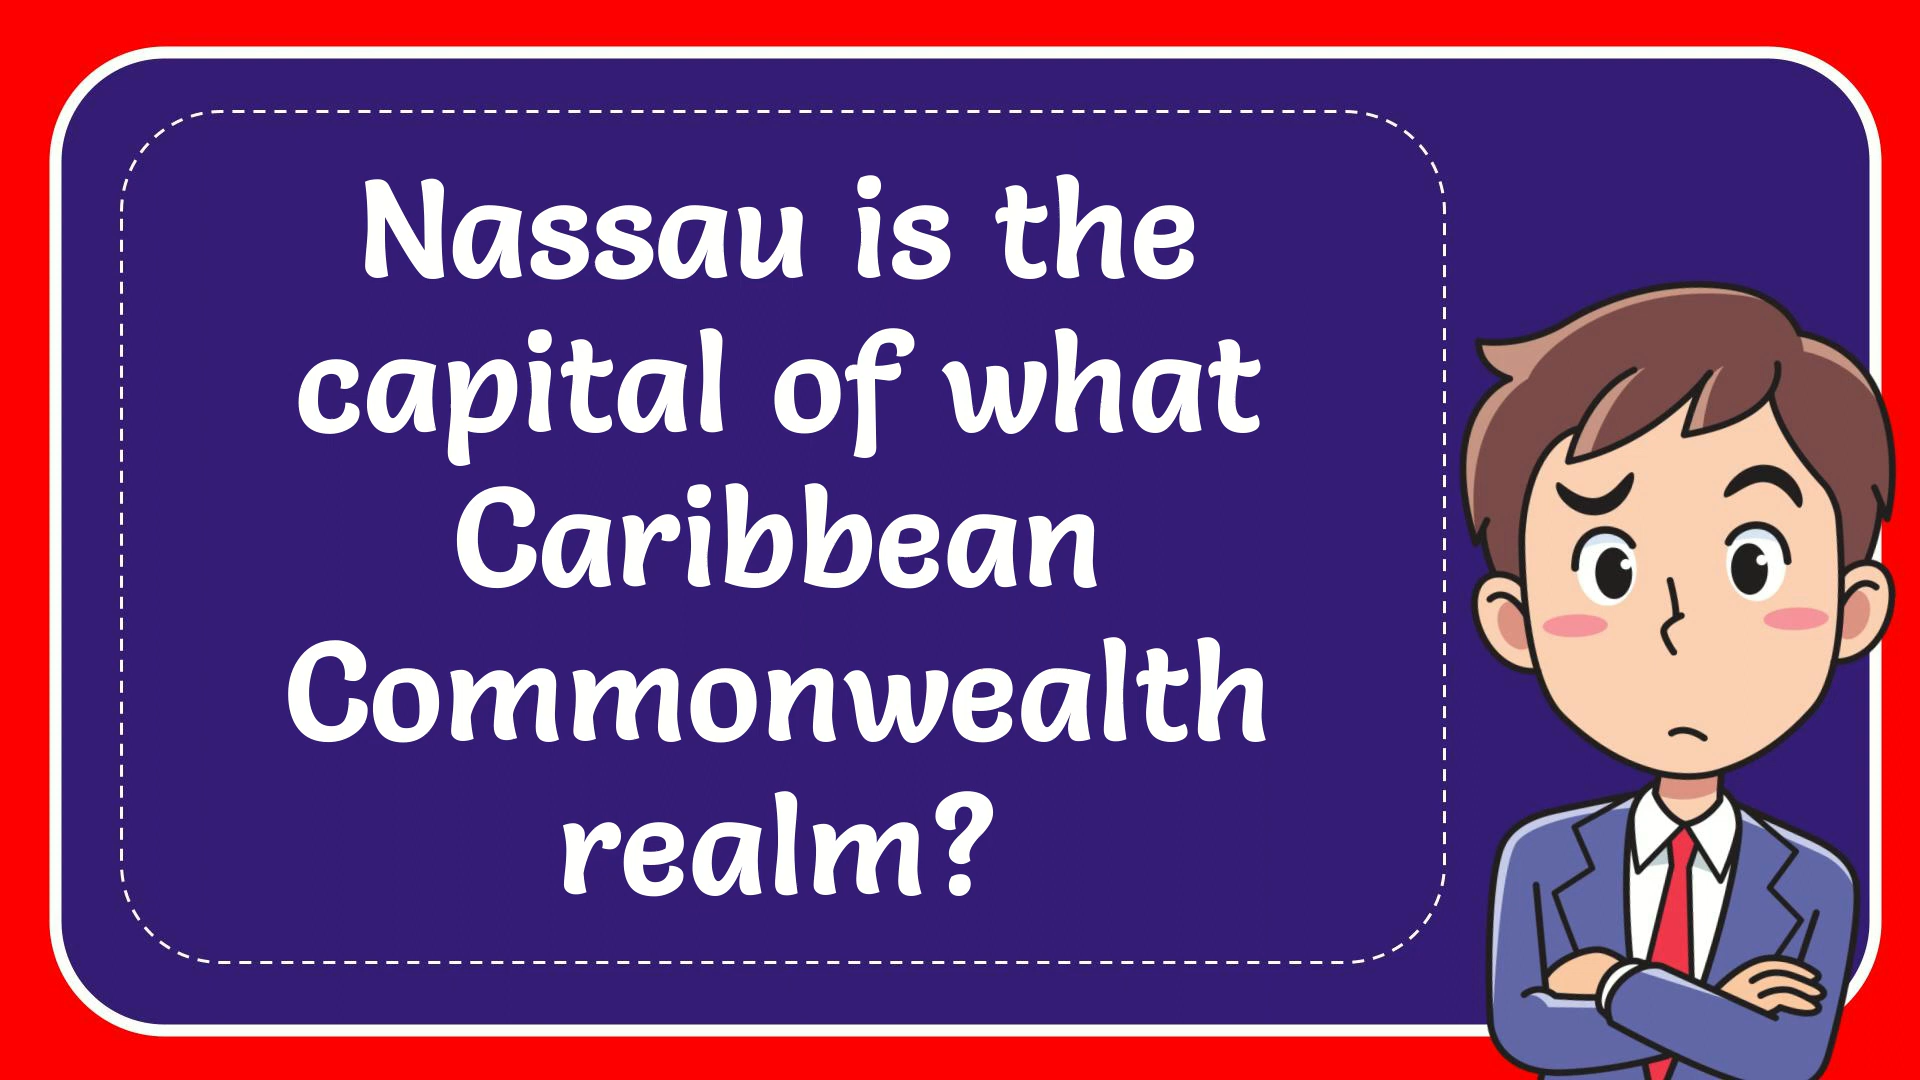 Nassau is the
capital of what
Caribbean
Commonwealth
realm?